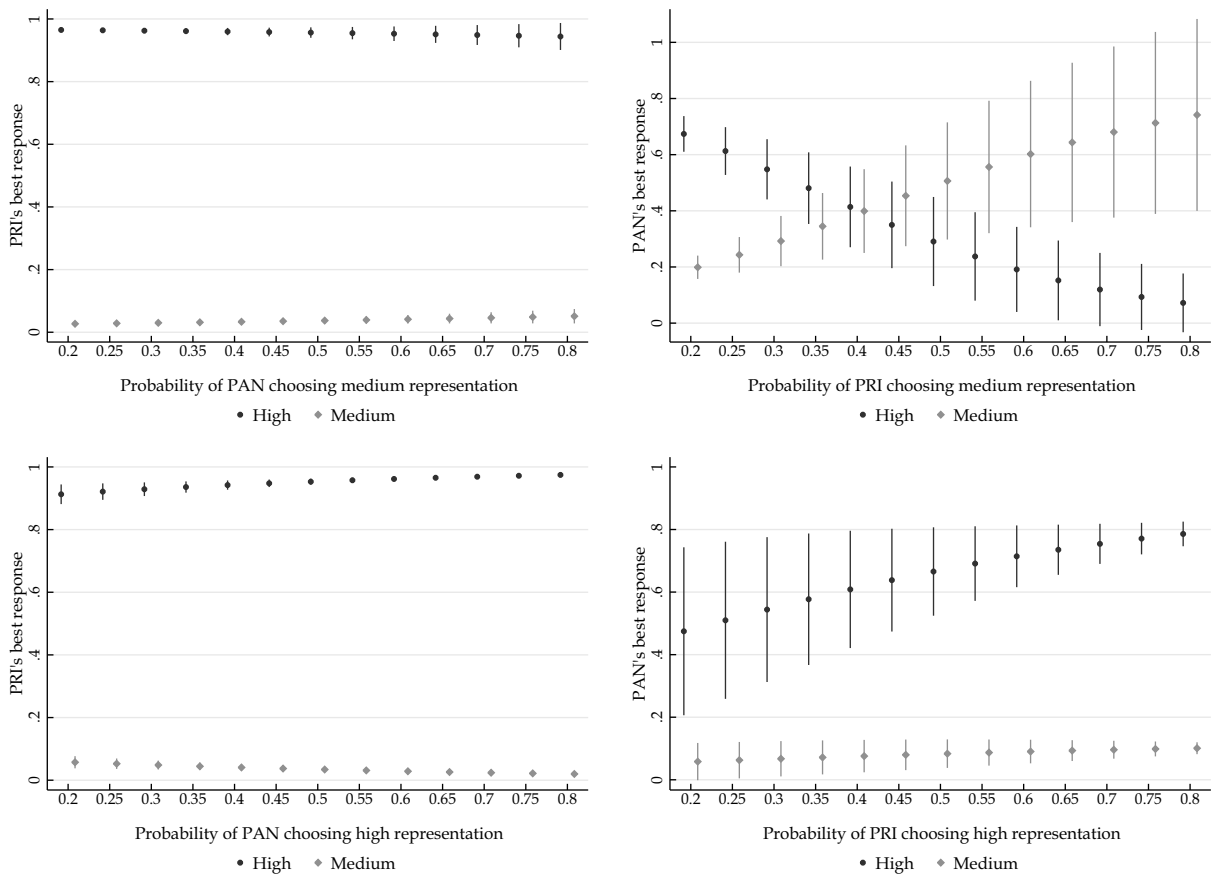 PRI's best response
1
.8
.6
.4
.2
0
0.2 0.25 0.3 0.35 0.4 0.45 0.5 0.55 0.6 0.65 0.7 0.75 0.8
Probability of PAN choosing medium representation
High Medium
PAN's best response
1
.8
.6
.4
.2
0
0.2 0.25 0.3 0.35 0.4 0.45 0.5 0.55 0.6 0.65 0.7 0.75 0.8
Probability of PRI choosing medium representation
High Medium
PRI's best response
1
.8
.6
.4
.2
0
0.2 0.25 0.3 0.35 0.4 0.45 0.5 0.55 0.6 0.65 0.7 0.75 0.8
Probability of PAN choosing high representation
High Medium
PAN's best response
1
.8
.6
.4
.2
0
0.2 0.25 0.3 0.35 0.4 0.45 0.5 0.55 0.6 0.65 0.7 0.75 0.8
Probability of PRI choosing high representation
High Medium